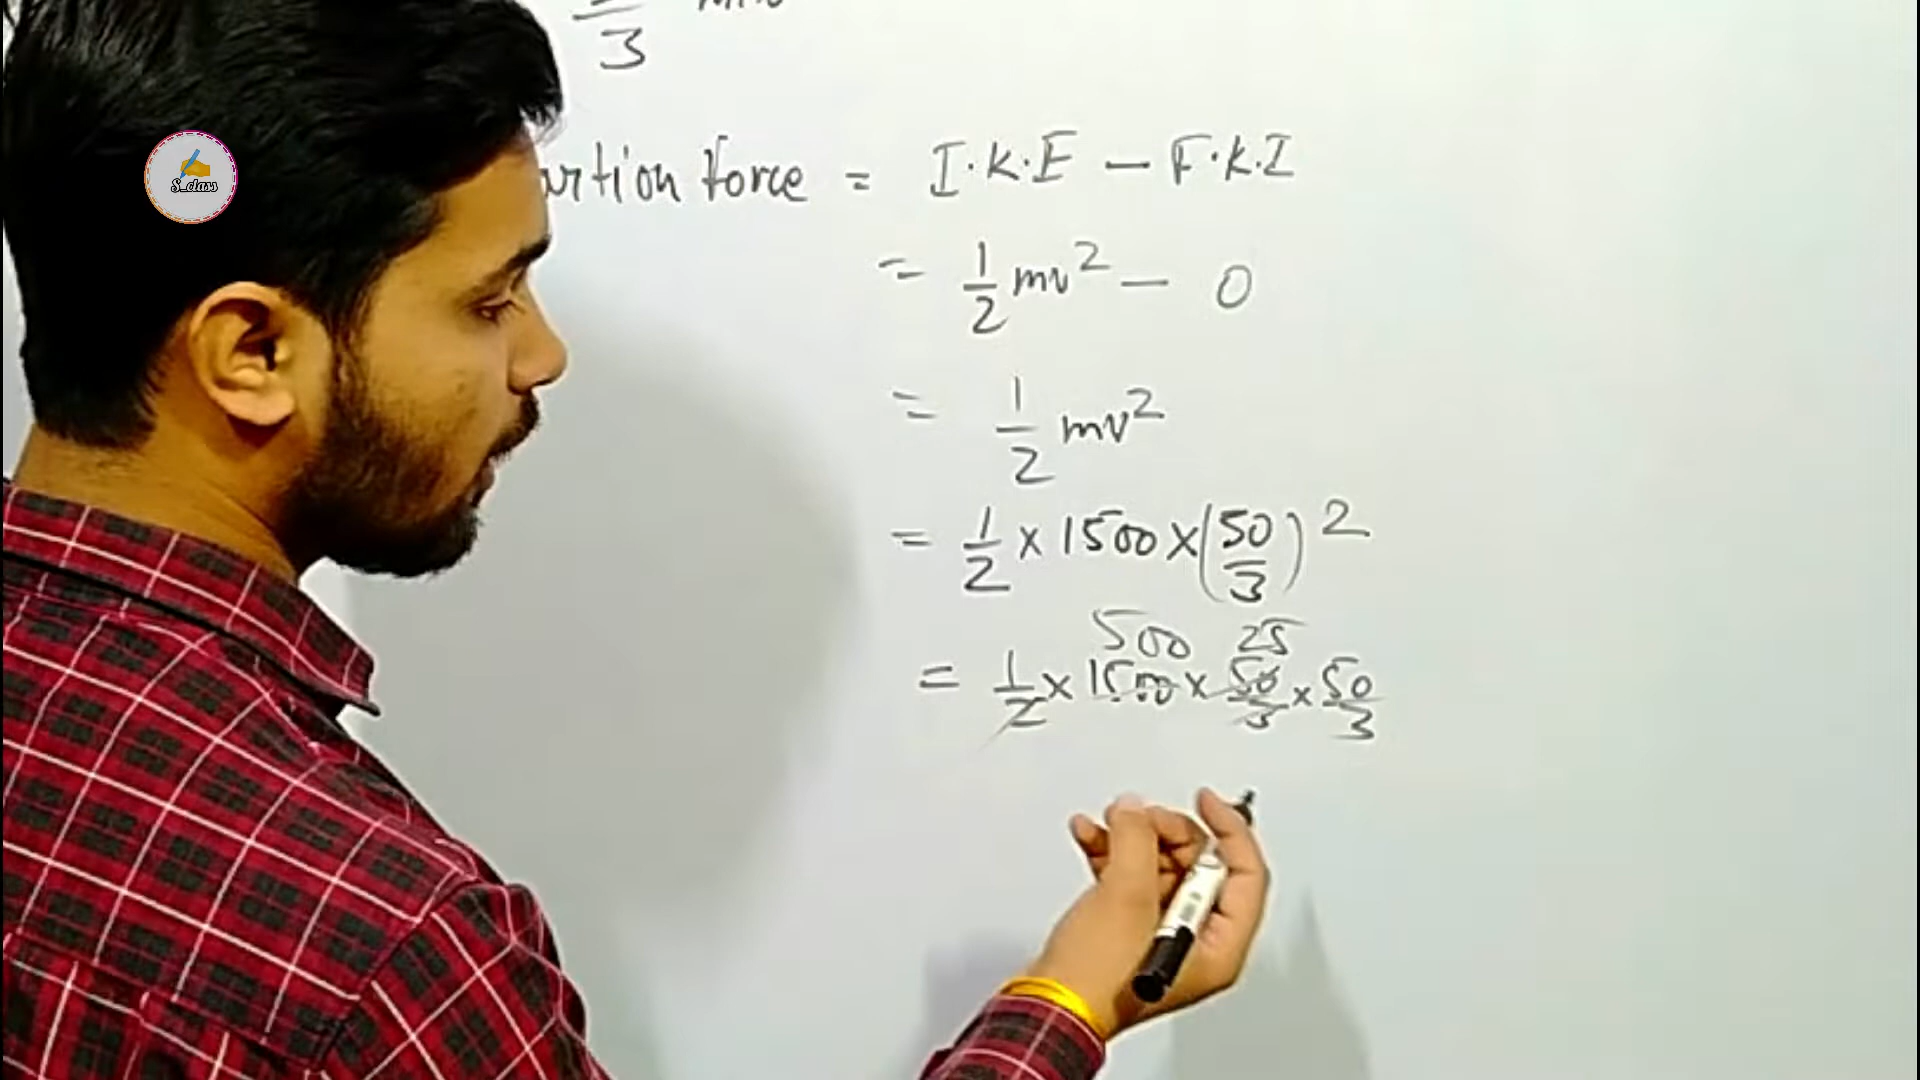 3
S_class
Force = I.K.E - F.K.I
= 1/2 mv² - 0
= 1/2 mv²
= 1/2 × 1500 × (50/3)²
500 25
= 1/2 × 1500 × 50/3 × 50/3